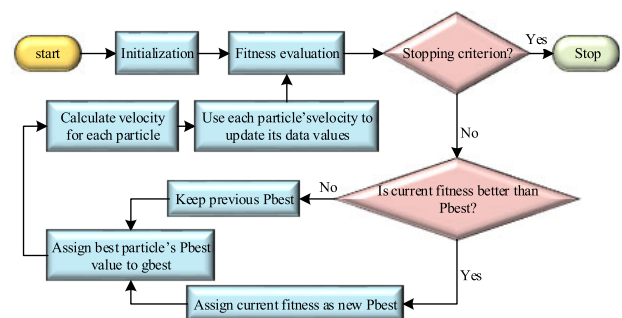 start
Initialization
Fitness evaluation
Stopping criterion?
Yes
Stop
Calculate velocity
for each particle
Use each particle'svelocity to
update its data values
No
Is current fitness better than
Pbest?
No
Keep previous Pbest
Assign best particle's Pbest
value to gbest
Yes
Assign current fitness as new Pbest